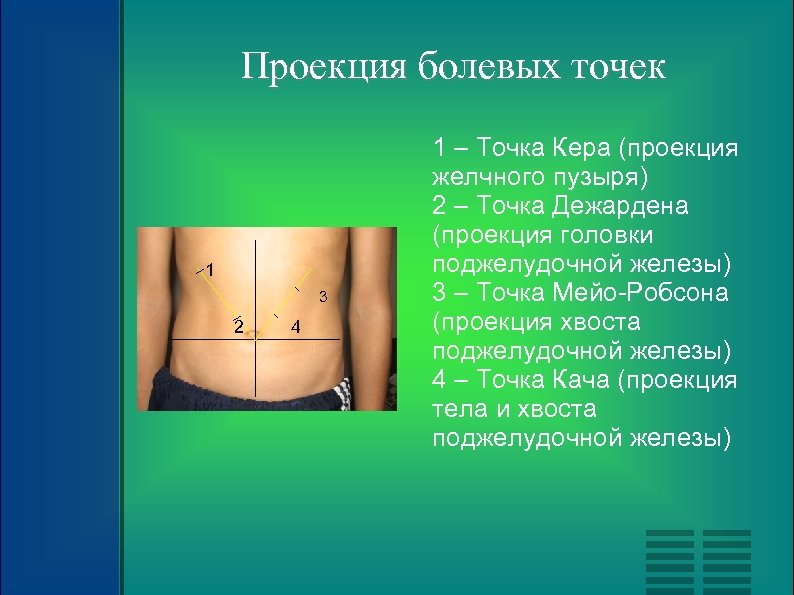 Проекция болевых точек
1 – Точка Кера (проекция
желчного пузыря)
2 – Точка Дежардена
(проекция головки
поджелудочной железы)
3 – Точка Мейо-Робсона
(проекция хвоста
поджелудочной железы)
4 – Точка Кача (проекция
тела и хвоста
поджелудочной железы)
1
3
2
4